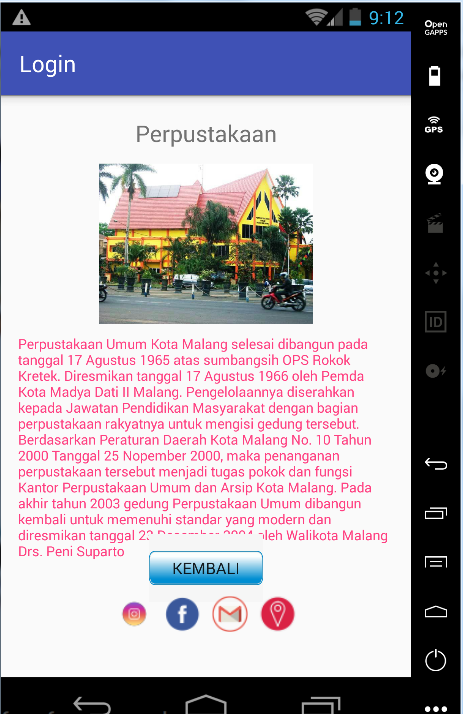 9:12
Open
GAPPS
Login
GPS
Perpustakaan
Perpustakaan Umum Kota Malang selesai dibangun pada
tanggal 17 Agustus 1965 atas sumbangsih OPS Rokok
Kretek. Diresmikan tanggal 17 Agustus 1966 oleh Pemda
Kota Madya Dati II Malang. Pengelolaannya diserahkan
kepada Jawatan Pendidikan Masyarakat dengan bagian
perpustakaan rakyatnya untuk mengisi gedung tersebut.
Berdasarkan Peraturan Daerah Kota Malang No. 10 Tahun
2000 Tanggal 25 Nopember 2000, maka penanganan
perpustakaan tersebut menjadi tugas pokok dan fungsi
Kantor Perpustakaan Umum dan Arsip Kota Malang. Pada
akhir tahun 2003 gedung Perpustakaan Umum dibangun
kembali untuk memenuhi standar yang modern dan
diresmikan tanggal oleh Walikota Malang
Drs. Peni Suparto
KEMBALI
ID